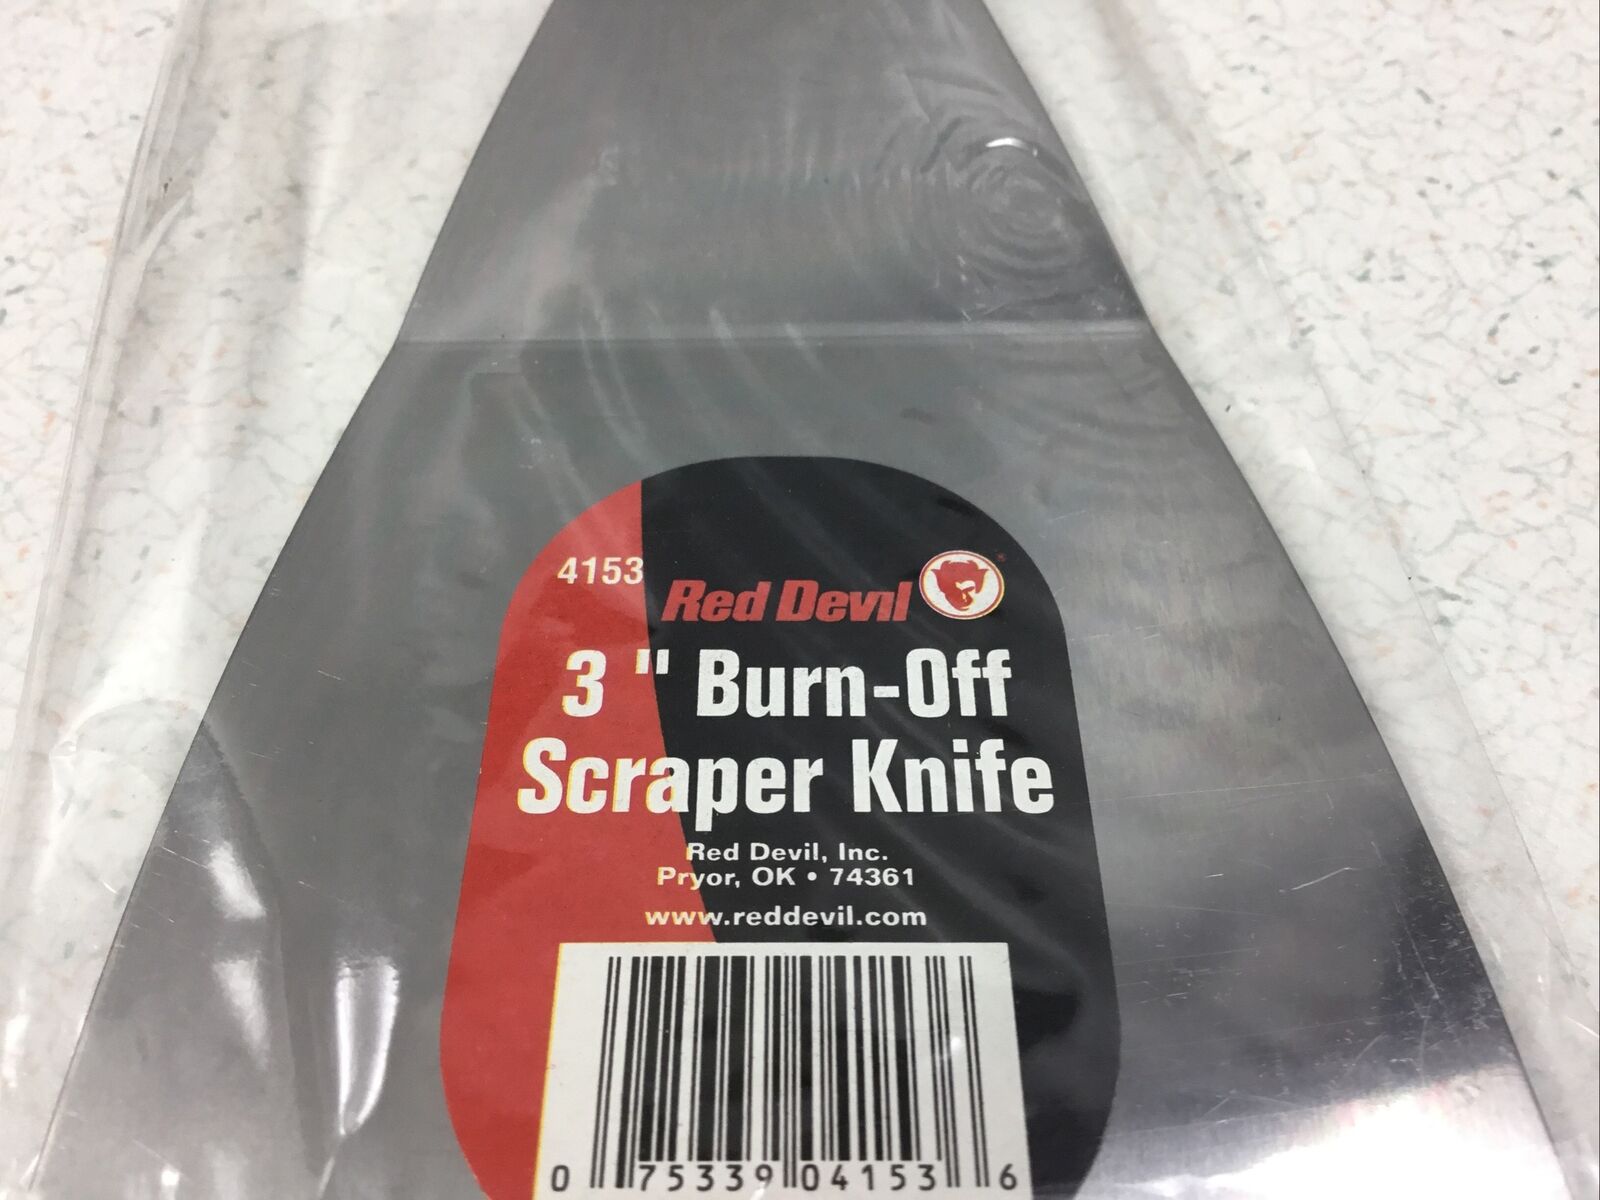 4153
Red Devil
3 " Burn-Off
Scraper Knife
Red Devil, Inc.
Pryor, OK • 74361
www.reddevil.com
0 75339 04153 6